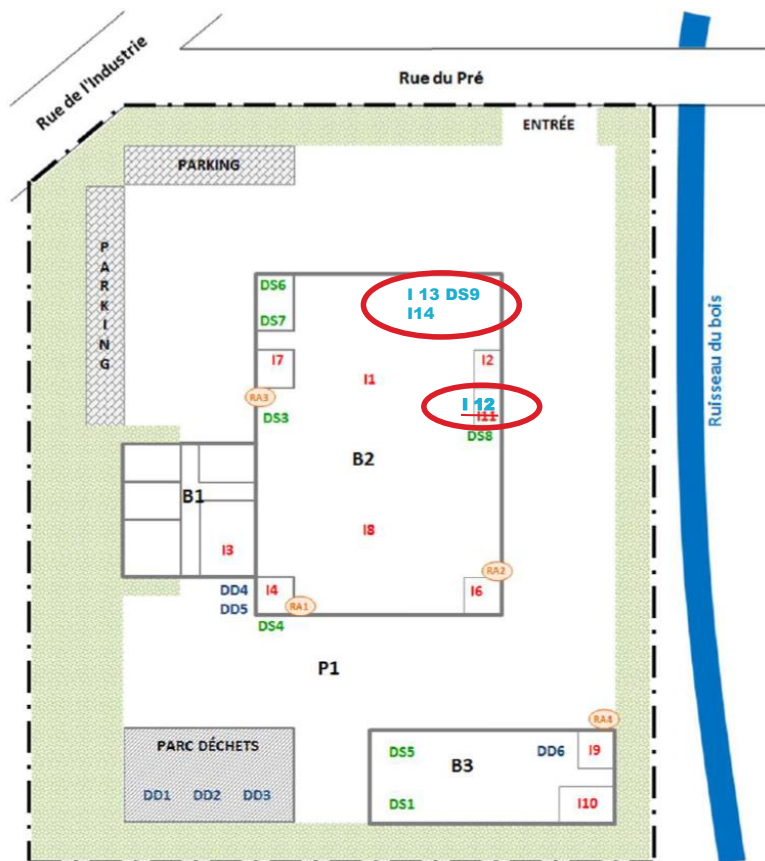 Rue de l'Industrie
Rue du Pré
ENTRÉE
PARKING
PARKING
DS6
I 13 DS9
I14
DS7
I7
I1
I2
RA3
I 12
I11
DS3
DS8
B2
B1
I8
I3
RA2
DD4
I4
I6
DD5
RA1
DS4
P1
RA4
PARC DÉCHETS
DS5
B3
DD6
I9
DD1 DD2 DD3
DS1
I10
Ruisseau du bois